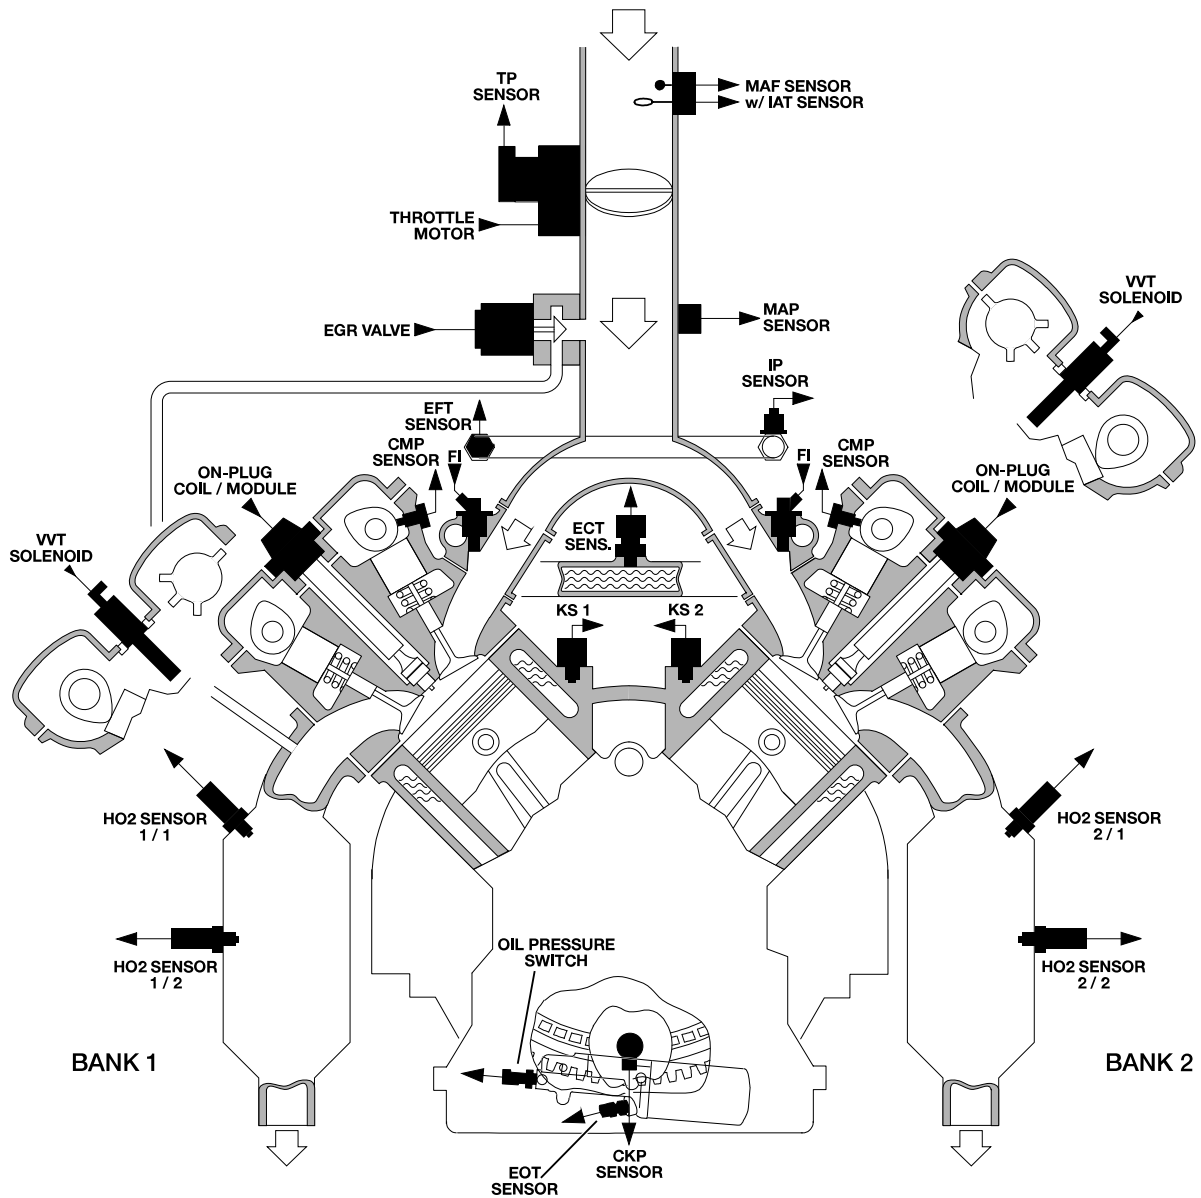 TP
SENSOR
MAF SENSOR
w/ IAT SENSOR
THROTTLE
MOTOR
VVT
SOLENOID
EGR VALVE
MAP
SENSOR
IP
SENSOR
EFT
SENSOR
CMP
SENSOR
FI
FI
CMP
SENSOR
ON-PLUG
COIL / MODULE
ON-PLUG
COIL / MODULE
ECT
SENS.
VVT
SOLENOID
KS 1
KS 2
HO2 SENSOR
1 / 1
HO2 SENSOR
2 / 1
OIL PRESSURE
SWITCH
HO2 SENSOR
1 / 2
HO2 SENSOR
2 / 2
BANK 1
BANK 2
EOT
SENSOR
CKP
SENSOR